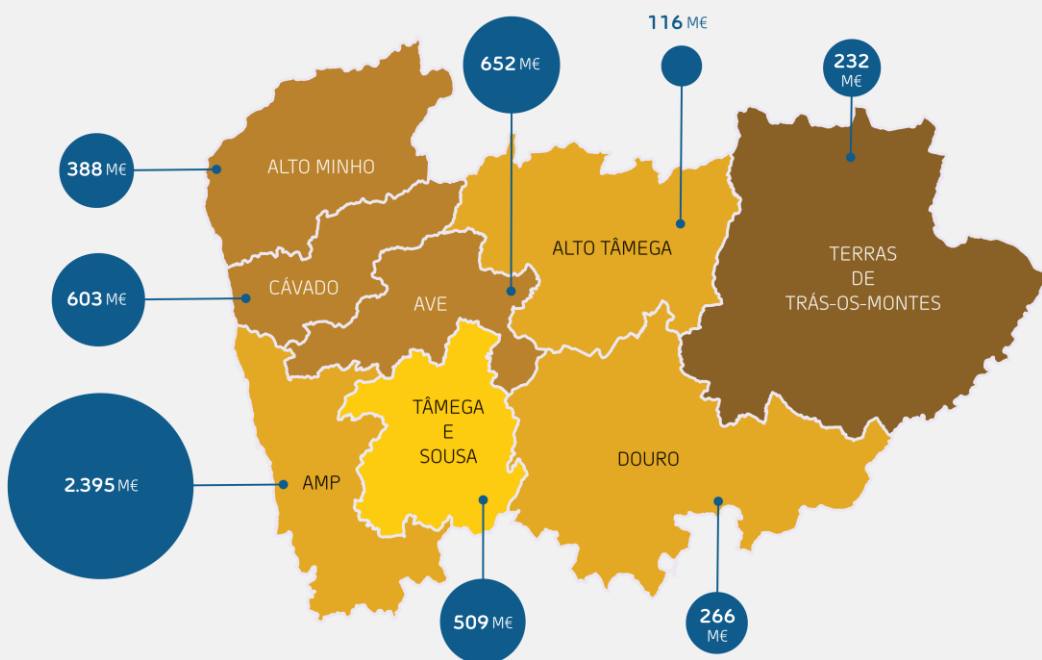 116 M€
652 M€
232
M€
388 M€
ALTO MINHO
ALTO TÂMEGA
TERRAS
DE
TRÁS-OS-MONTES
603 M€
CÁVADO
AVE
TÂMEGA
E
SOUSA
DOURO
2.395 M€
AMP
509 M€
266
M€